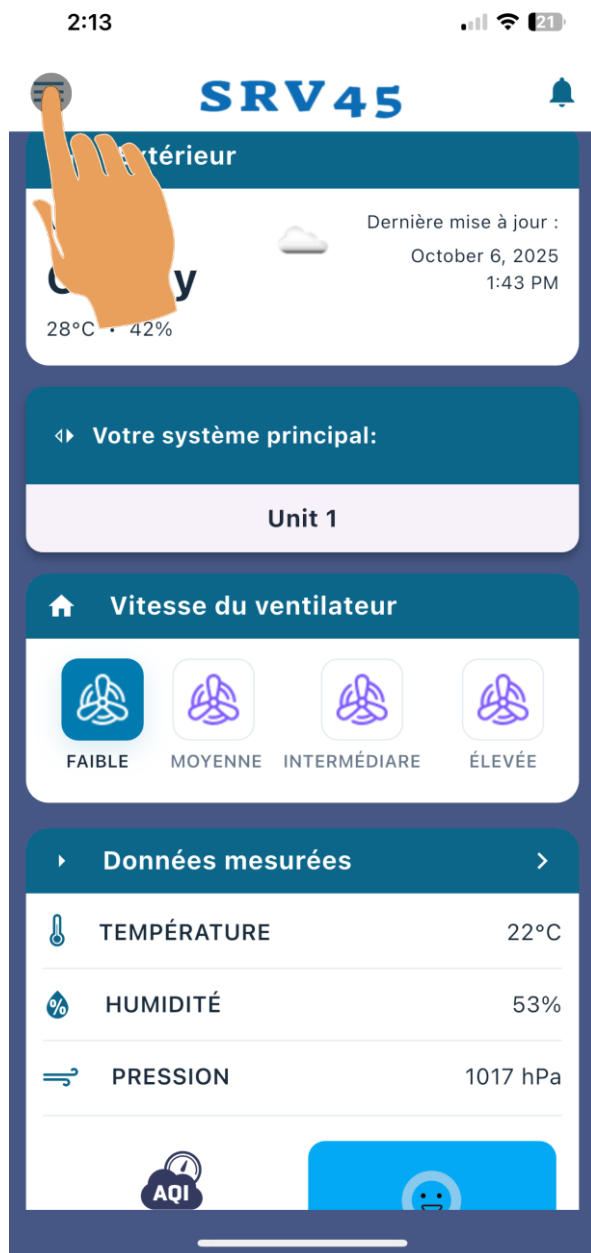 2:13
21
SRV45
térieur
Dernière mise à jour :
October 6, 2025
1:43 PM
28°C · 42%
Votre système principal:
Unit 1
Vitesse du ventilateur
FAIBLE MOYENNE INTERMÉDIARE ÉLEVÉE
Données mesurées
TEMPÉRATURE 22°C
% HUMIDITÉ 53%
PRESSION 1017 hPa
AQI